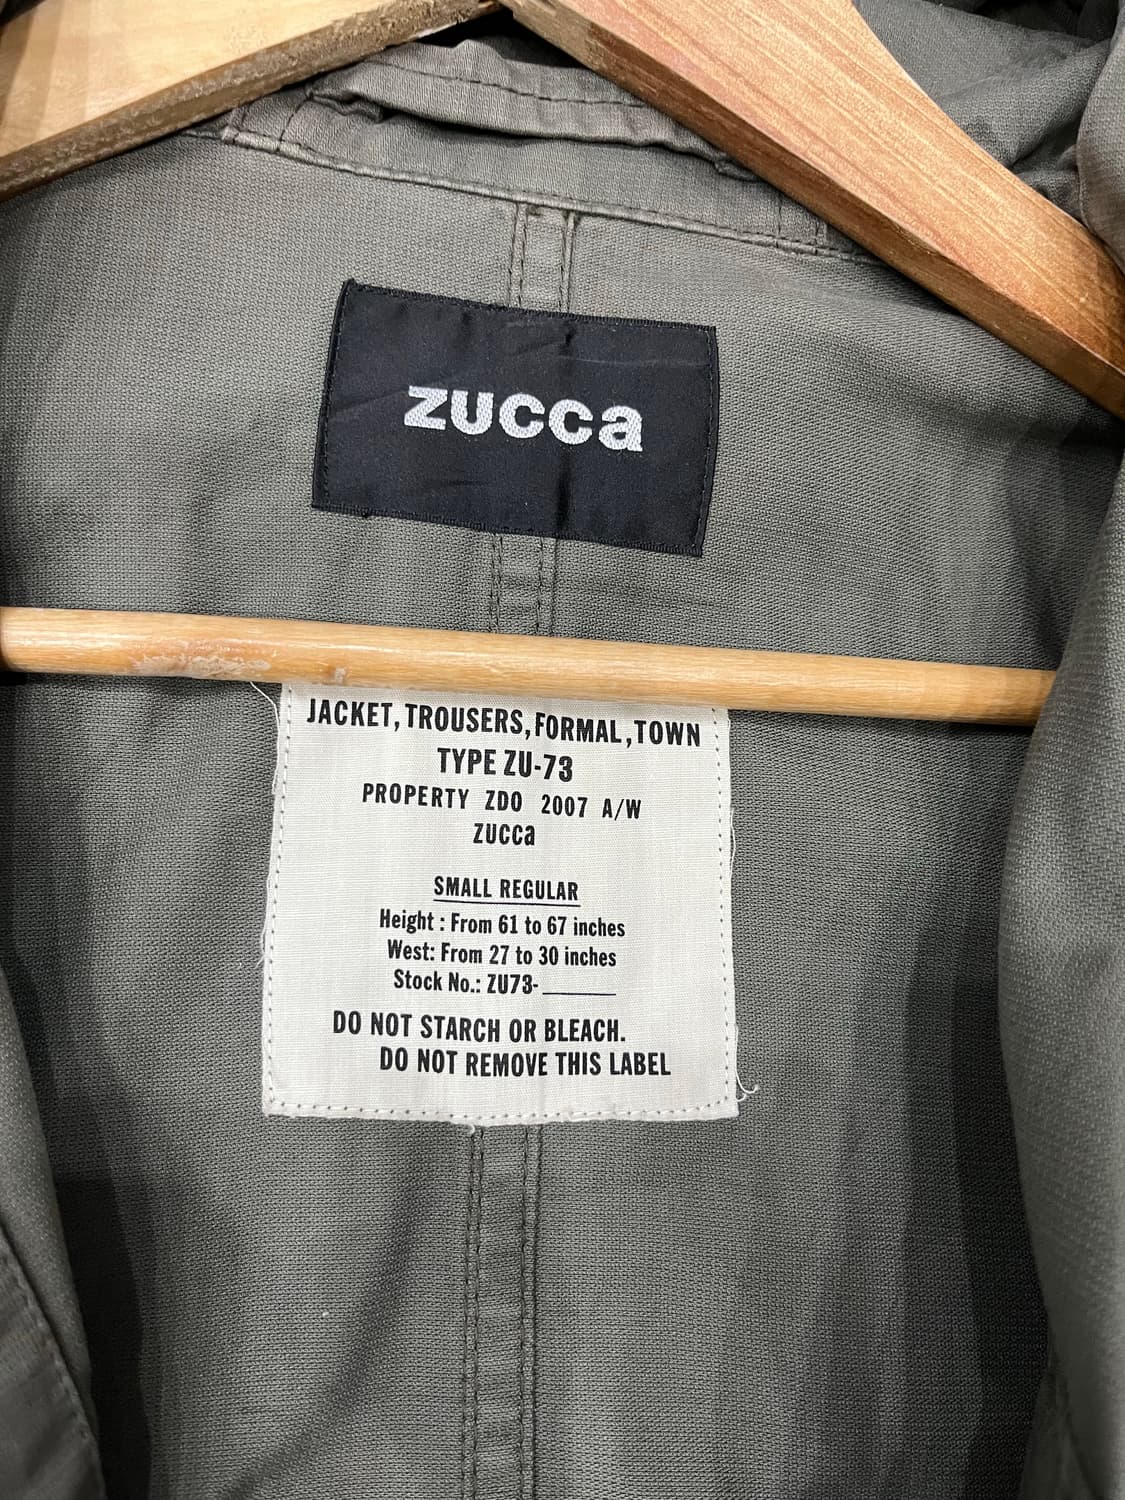 zucca
JACKET, TROUSERS, FORMAL, TOWN
TYPE ZU-73
PROPERTY ZDO 2007 A/W
zucca
SMALL REGULAR
Height : From 61 to 67 inches
West: From 27 to 30 inches
Stock No.: ZU73-______
DO NOT STARCH OR BLEACH.
DO NOT REMOVE THIS LABEL